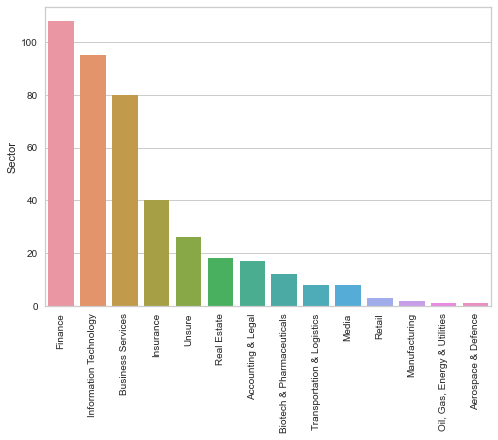 100
80
60
40
20
0
Sector
Finance
Information Technology
Business Services
Insurance
Unsure
Real Estate
Accounting & Legal
Biotech & Pharmaceuticals
Transportation & Logistics
Media
Retail
Manufacturing
Oil, Gas, Energy & Utilities
Aerospace & Defence